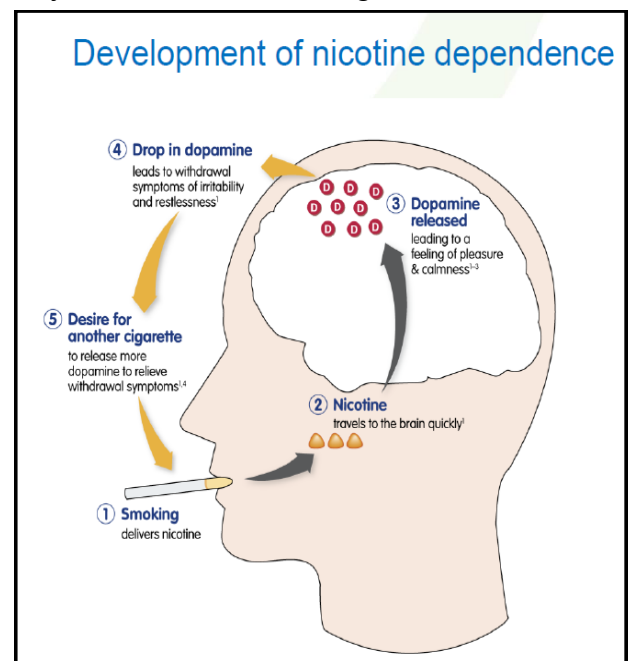 Development of nicotine dependence
④ Drop in dopamine
leads to withdrawal
symptoms of irritability
and restlessness¹
D D D
D D D
D D D
③ Dopamine
released
leading to a
feeling of pleasure
& calmness¹⁻³
⑤ Desire for
another cigarette
to release more
dopamine to relieve
withdrawal symptoms¹,⁴
② Nicotine
travels to the brain quickly¹
① Smoking
delivers nicotine